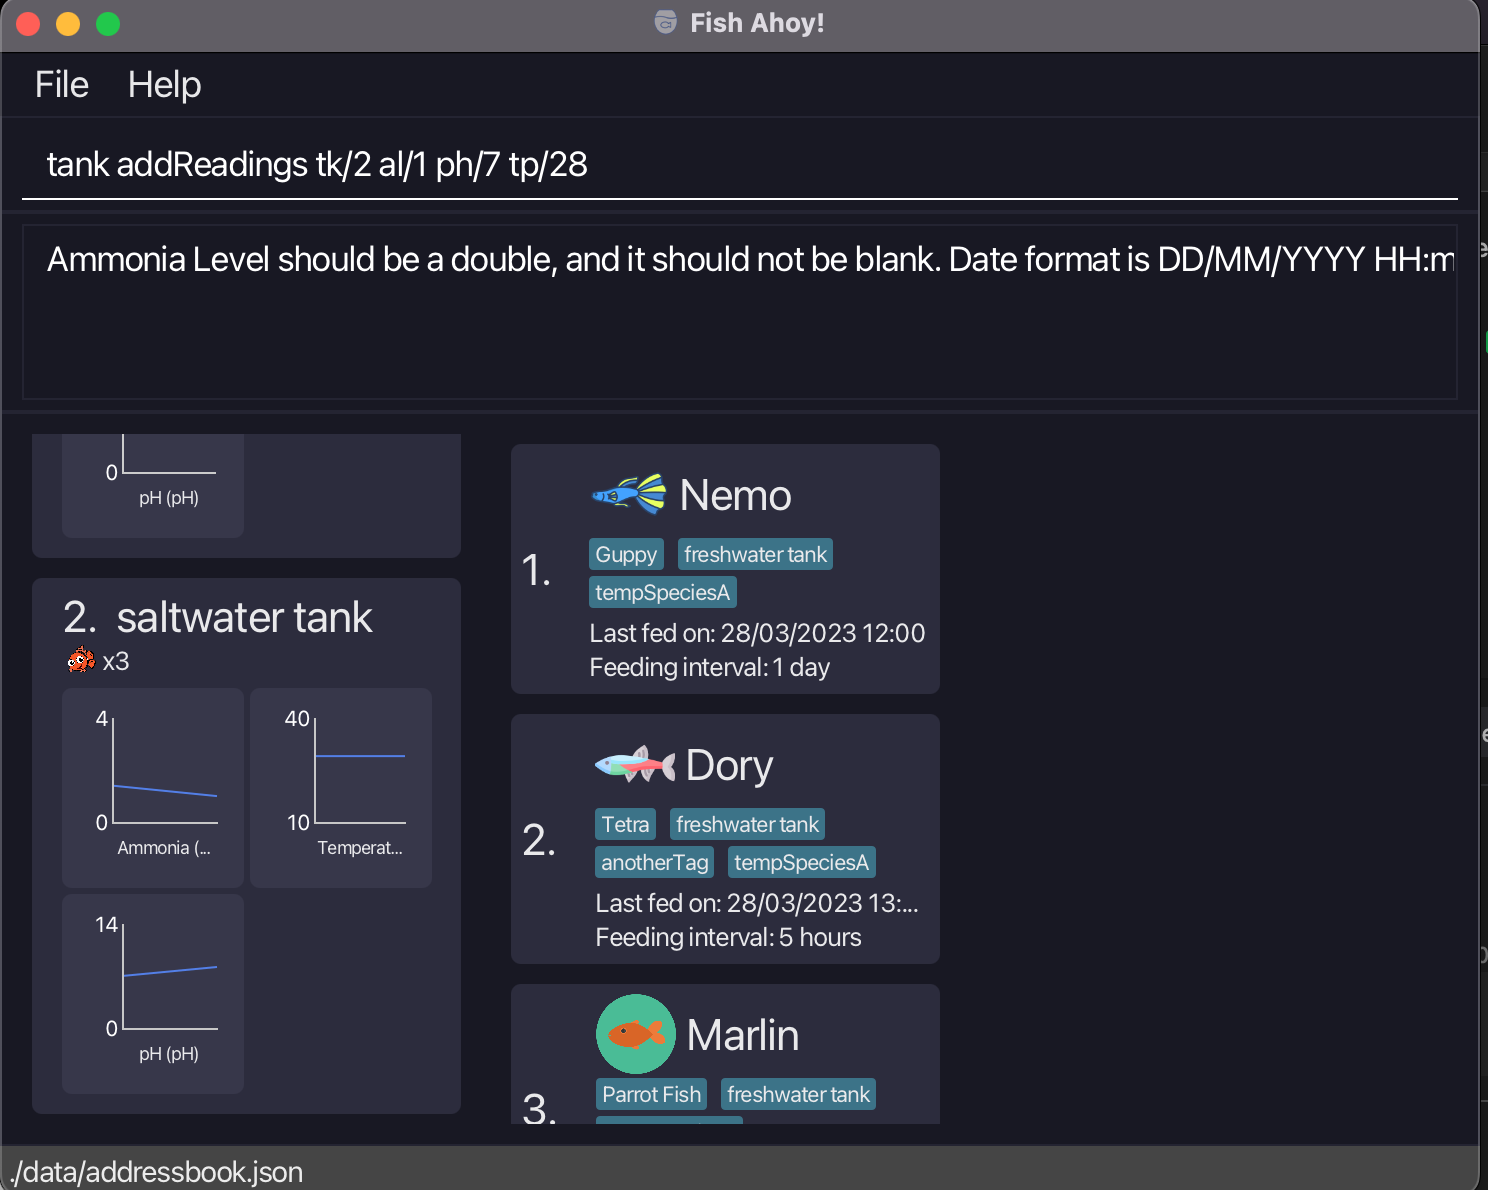 Fish Ahoy!
File Help
tank addReadings tk/2 al/1 ph/7 tp/28
Ammonia Level should be a double, and it should not be blank. Date format is DD/MM/YYYY HH:m
0
pH (pH)
2. saltwater tank
x3
4
0
Ammonia (...
40
10
Temperat...
14
0
pH (pH)
1.
Nemo
Guppy freshwater tank
tempSpeciesA
Last fed on: 28/03/2023 12:00
Feeding interval: 1 day
2.
Dory
Tetra freshwater tank
anotherTag tempSpeciesA
Last fed on: 28/03/2023 13:...
Feeding interval: 5 hours
3.
Marlin
Parrot Fish freshwater tank
./data/addressbook.json